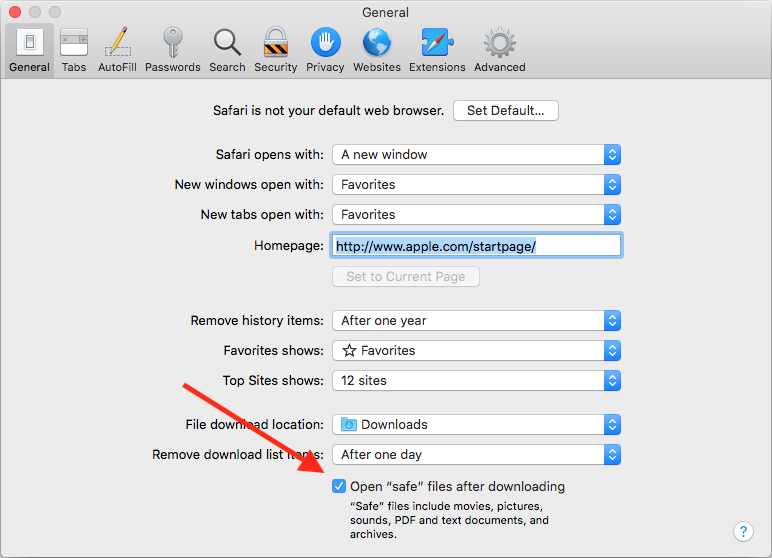 General
General Tabs AutoFill Passwords Search Security Privacy Websites Extensions Advanced
Safari is not your default web browser. Set Default...
Safari opens with: A new window
New windows open with: Favorites
New tabs open with: Favorites
Homepage: http://www.apple.com/startpage/
Set to Current Page
Remove history items: After one year
Favorites shows: Favorites
Top Sites shows: 12 sites
File download location: Downloads
Remove download list items: After one day
Open “safe” files after downloading
“Safe” files include movies, pictures,
sounds, PDF and text documents, and
archives.
?